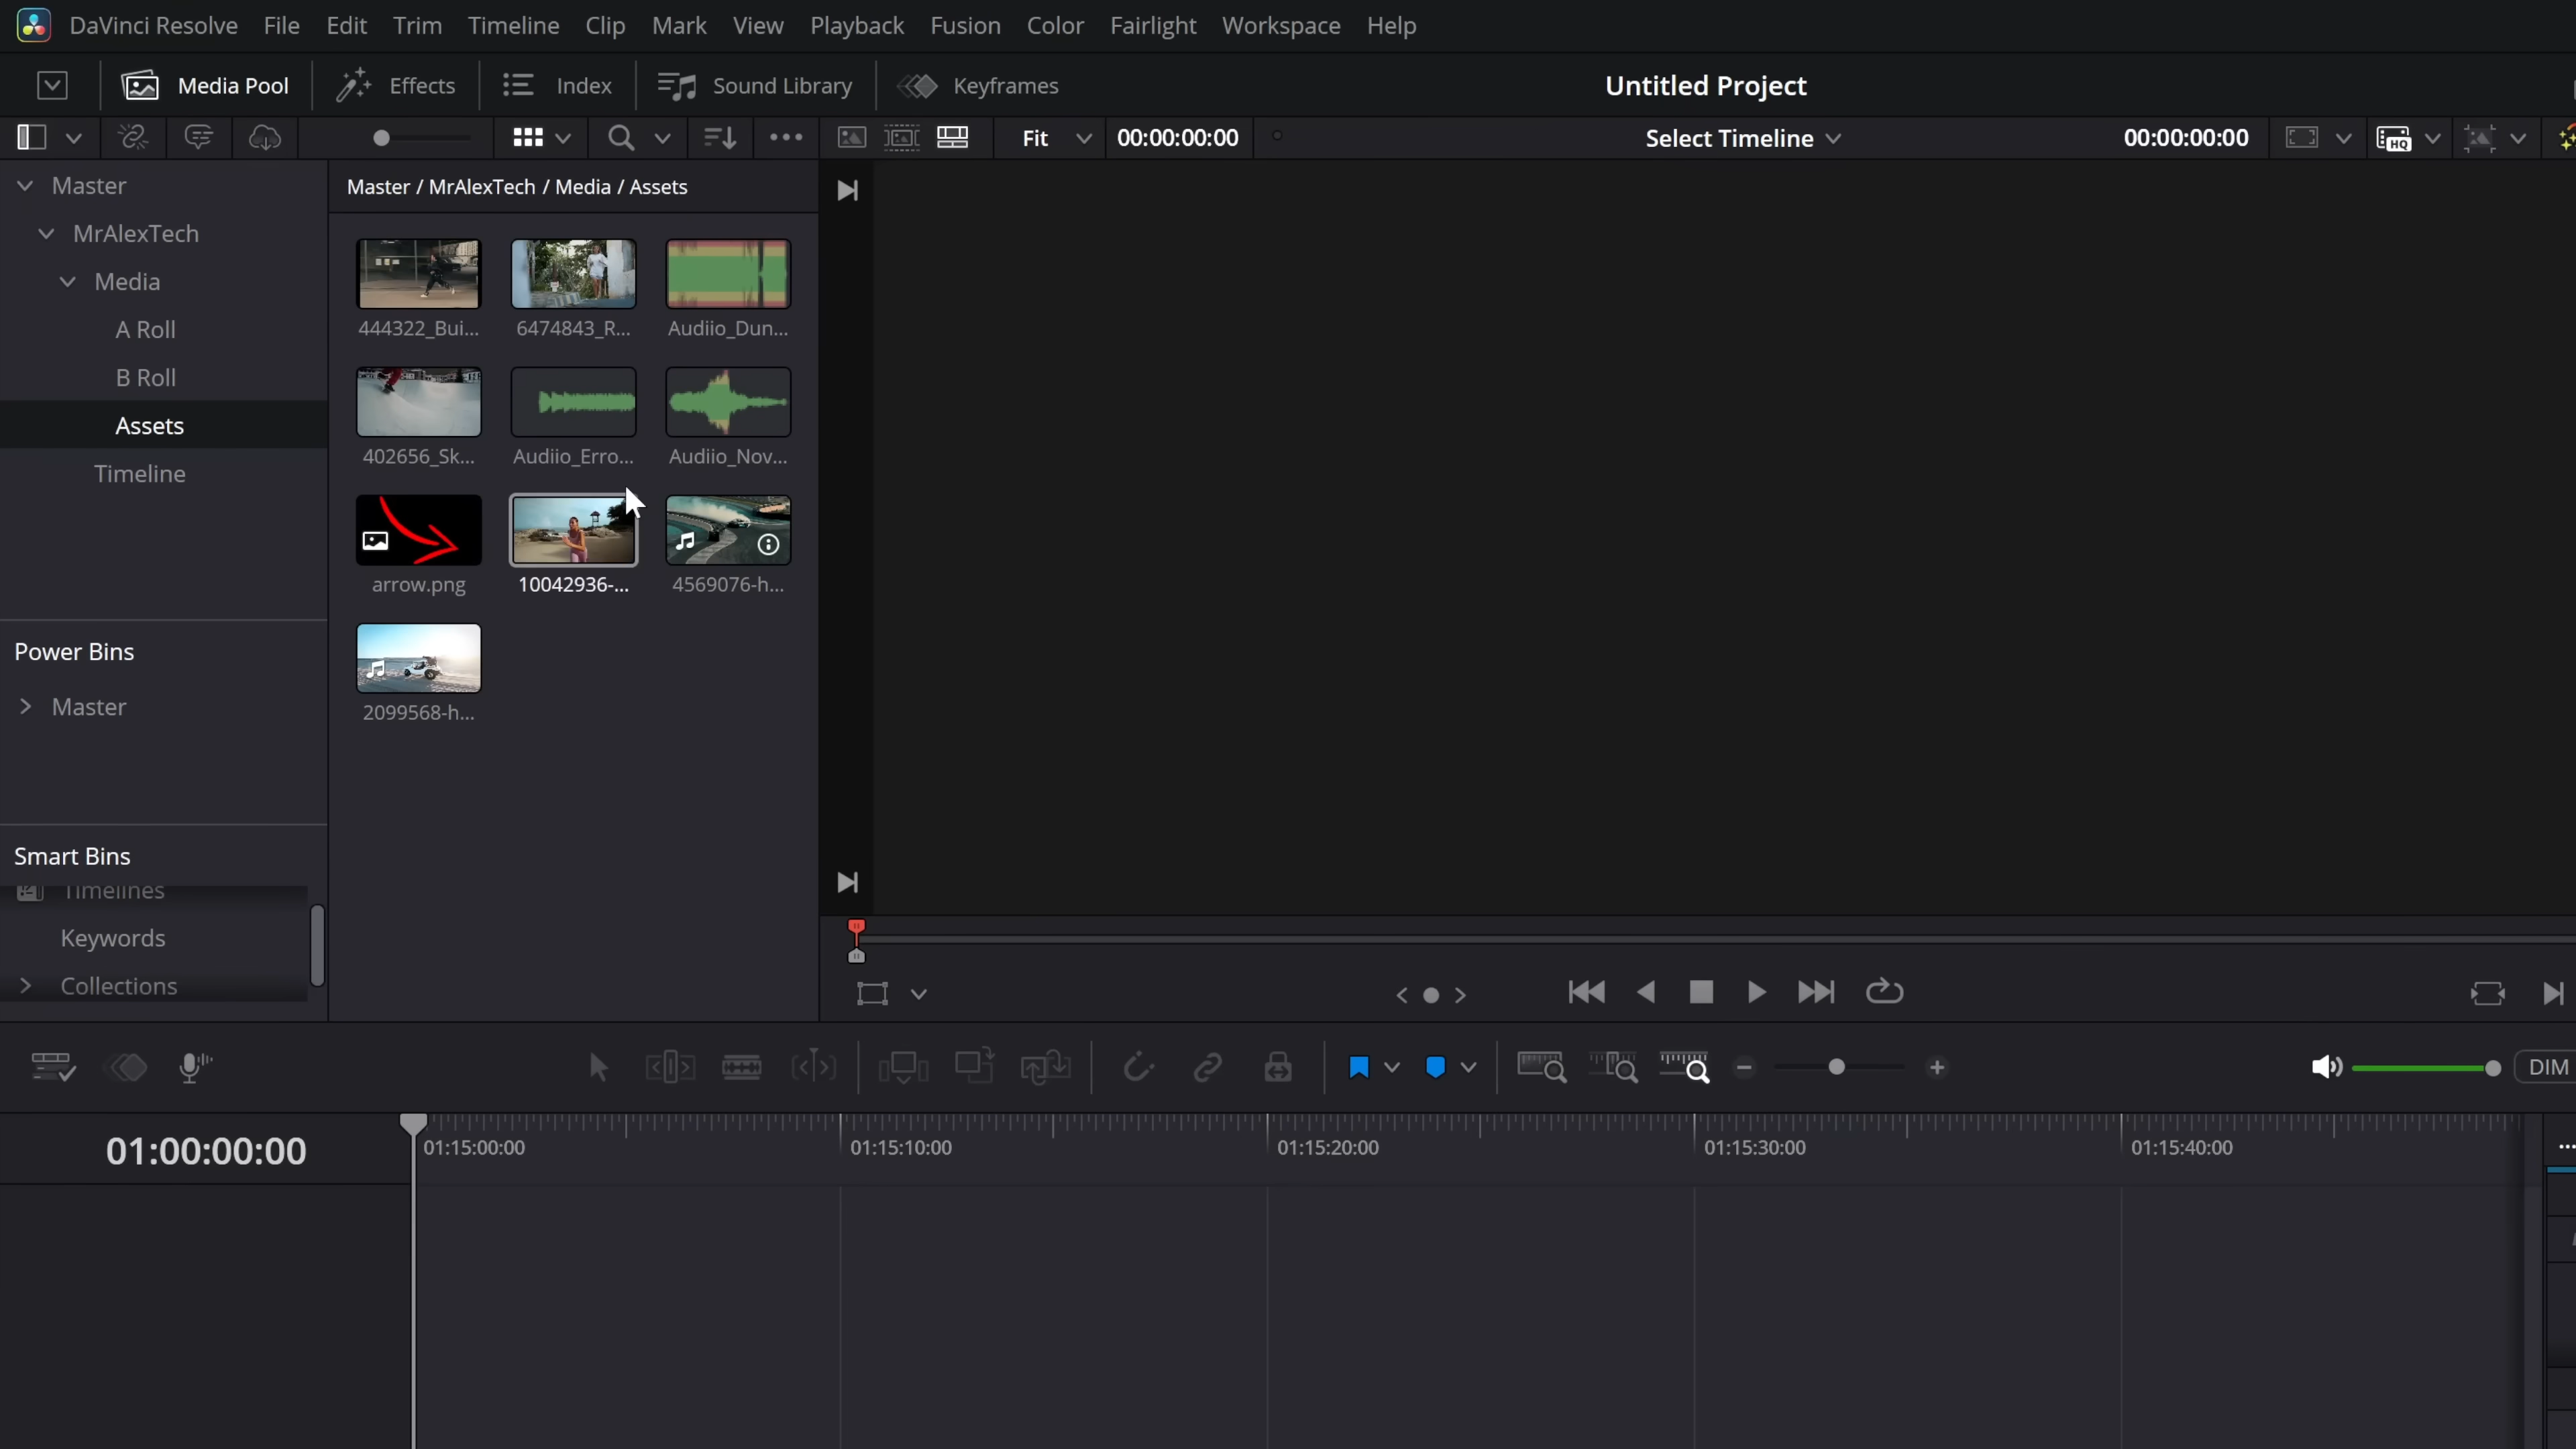 DaVinci Resolve File Edit Trim Timeline Clip Mark View Playback Fusion Color Fairlight Workspace Help
Media Pool Effects Index Sound Library Keyframes Untitled Project
Fit 00:00:00:00 Select Timeline 00:00:00:00 HQ
Master
Master / MrAlexTech / Media / Assets
MrAlexTech
Media
A Roll
B Roll
Assets
Timeline
444322_Bui... 6474843_R... Audiio_Dun...
402656_Sk... Audiio_Erro... Audiio_Nov...
arrow.png 10042936-... 4569076-h...
2099568-h...
Power Bins
Master
Smart Bins
Timelines
Keywords
Collections
DIM
01:00:00:00
01:15:00:00 01:15:10:00 01:15:20:00 01:15:30:00 01:15:40:00